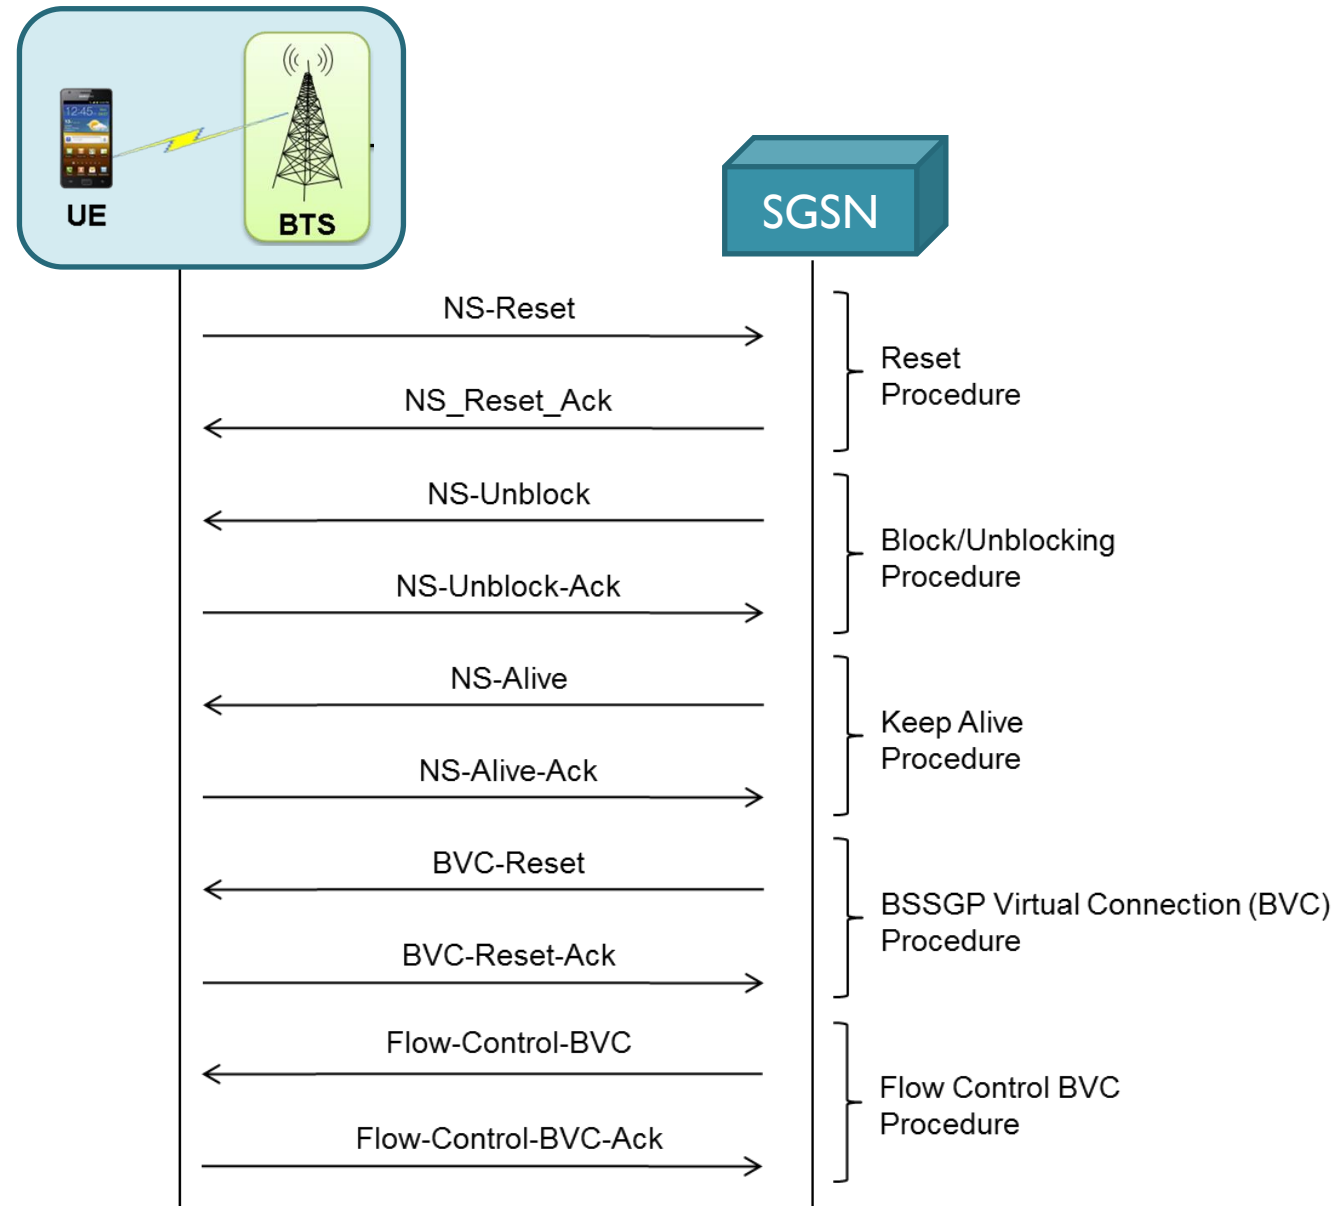 12:45
UE
BTS
SGSN
NS-Reset
Reset
Procedure
NS_Reset_Ack
NS-Unblock
Block/Unblocking
Procedure
NS-Unblock-Ack
NS-Alive
Keep Alive
Procedure
NS-Alive-Ack
BVC-Reset
BSSGP Virtual Connection (BVC)
Procedure
BVC-Reset-Ack
Flow-Control-BVC
Flow Control BVC
Procedure
Flow-Control-BVC-Ack